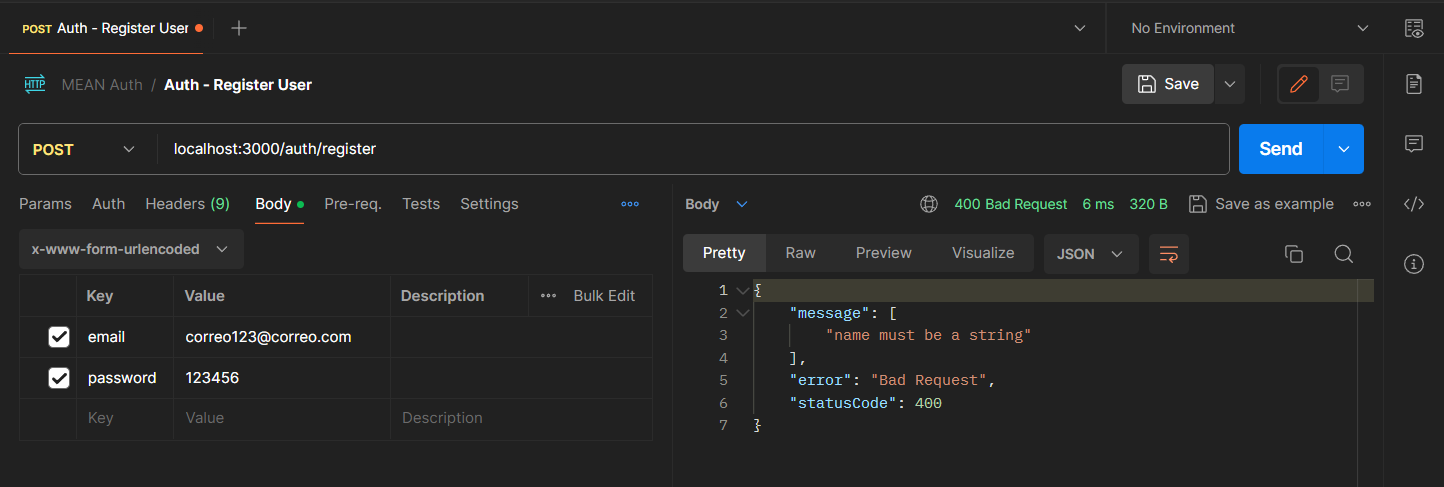 POST Auth - Register User
No Environment
HTTP MEAN Auth / Auth - Register User
Save
POST localhost:3000/auth/register
Send
Params Auth Headers (9) Body Pre-req. Tests Settings
x-www-form-urlencoded
Key Value Description Bulk Edit
email correo123@correo.com
password 123456
Key Value Description
Body 400 Bad Request 6 ms 320 B Save as example
Pretty Raw Preview Visualize JSON
1 {
2 "message": [
3 "name must be a string"
4 ],
5 "error": "Bad Request",
6 "statusCode": 400
7 }